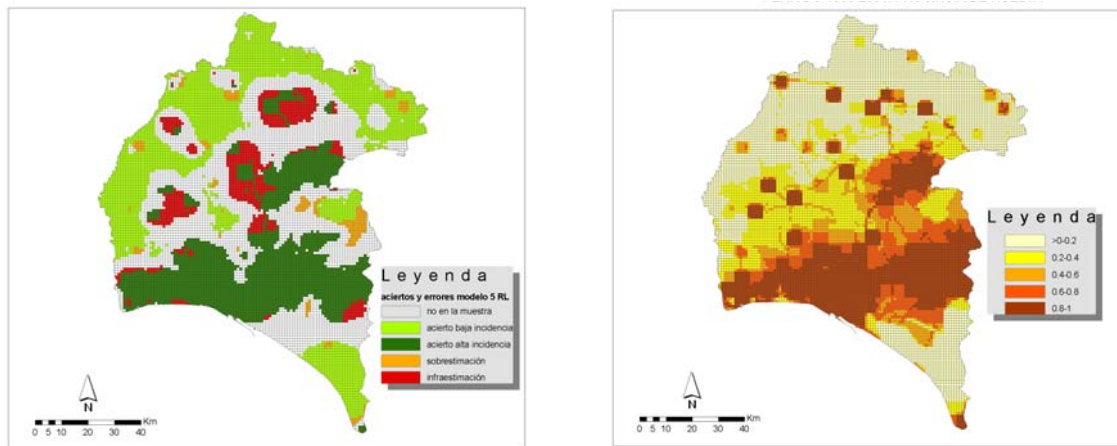 Leyenda
aciertos y errores modelo 5 RL
no en la muestra
acierto baja incidencia
acierto alta incidencia
sobrestimación
infraestimación
N
Km
0 5 10 20 30 40
Leyenda
>0-0.2
0.2-0.4
0.4-0.6
0.6-0.8
0.8-1
N
Km
0 5 10 20 30 40